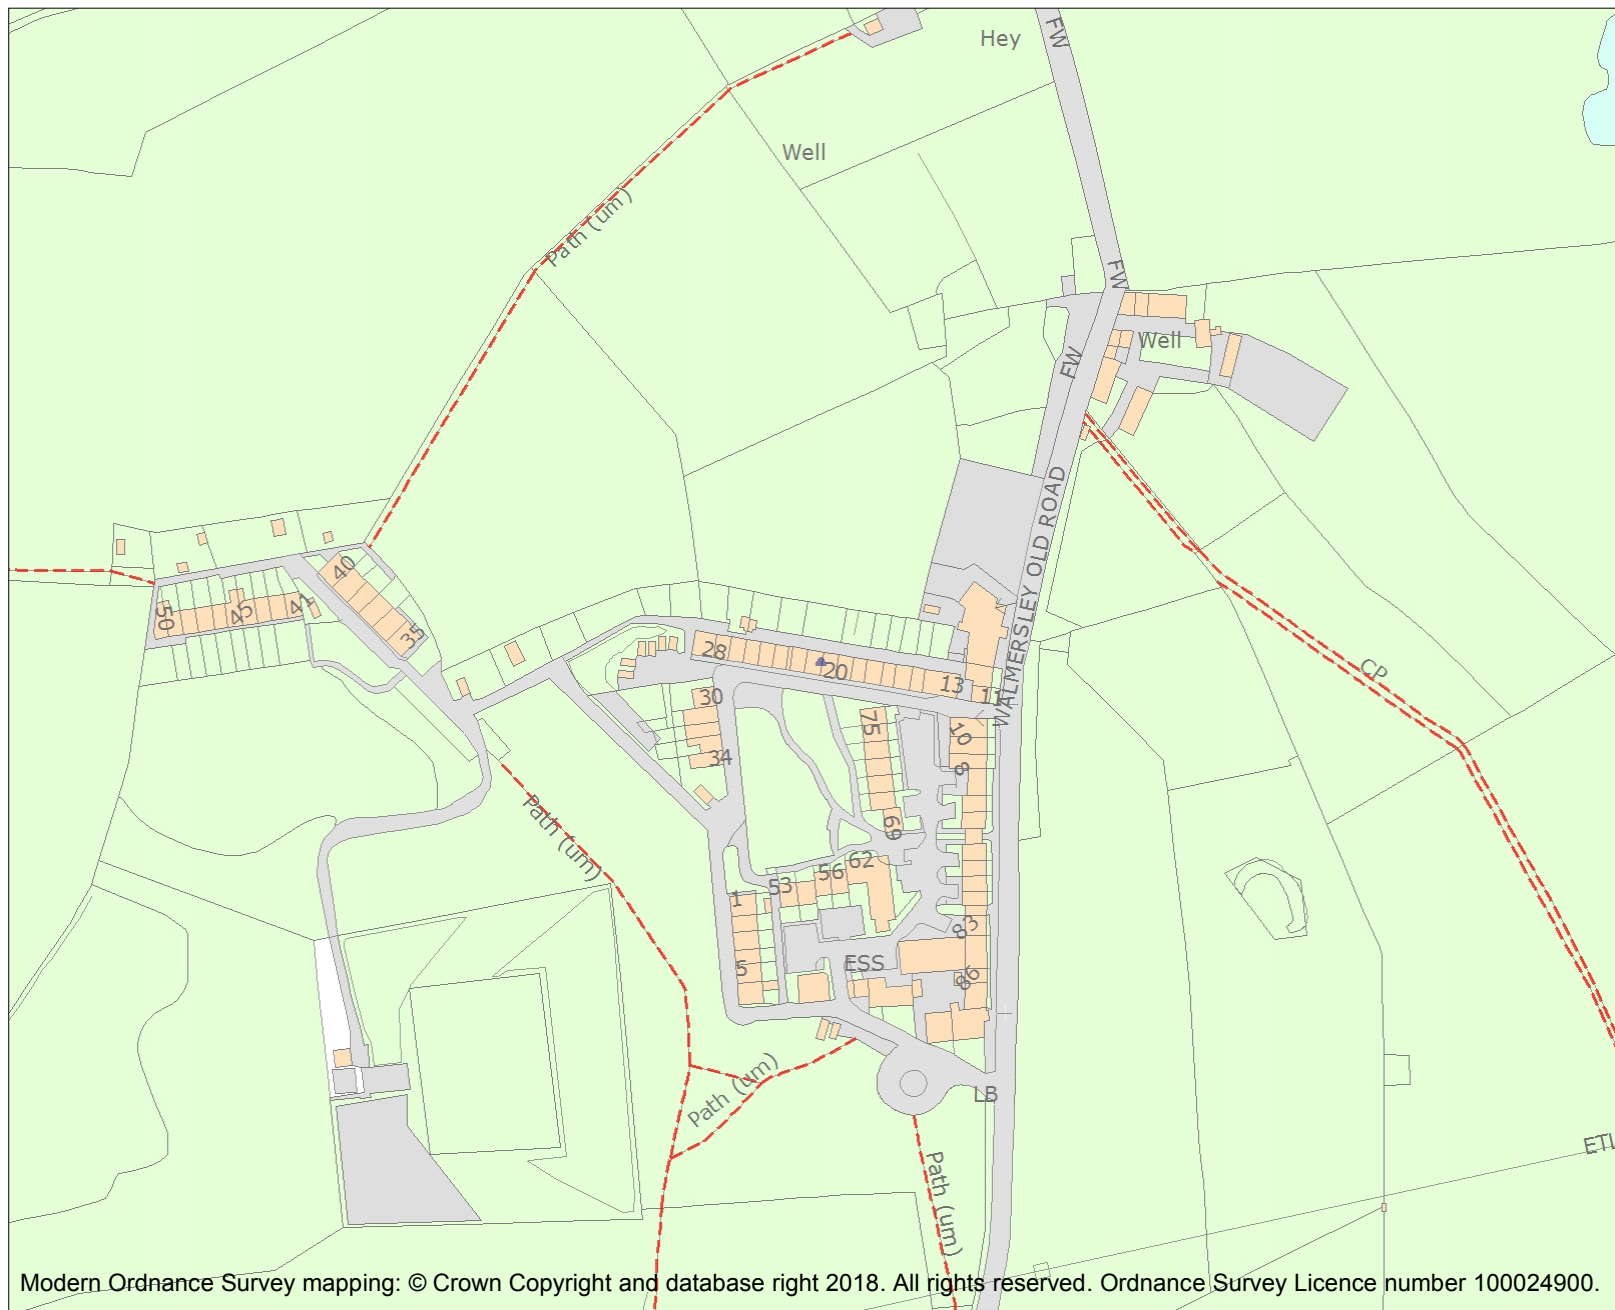 FW
Hey
Well
Path (um)
FW
Well
FW
WALMERSLEY OLD ROAD
40
41
45
50
35
28
20
13
11
CP
30
34
75
10
8
69
Path (um)
62
56
53
1
83
5
ESS
86
Path (um)
LB
Path (um)
ETL
Modern Ordnance Survey mapping: © Crown Copyright and database right 2018. All rights reserved. Ordnance Survey Licence number 100024900.